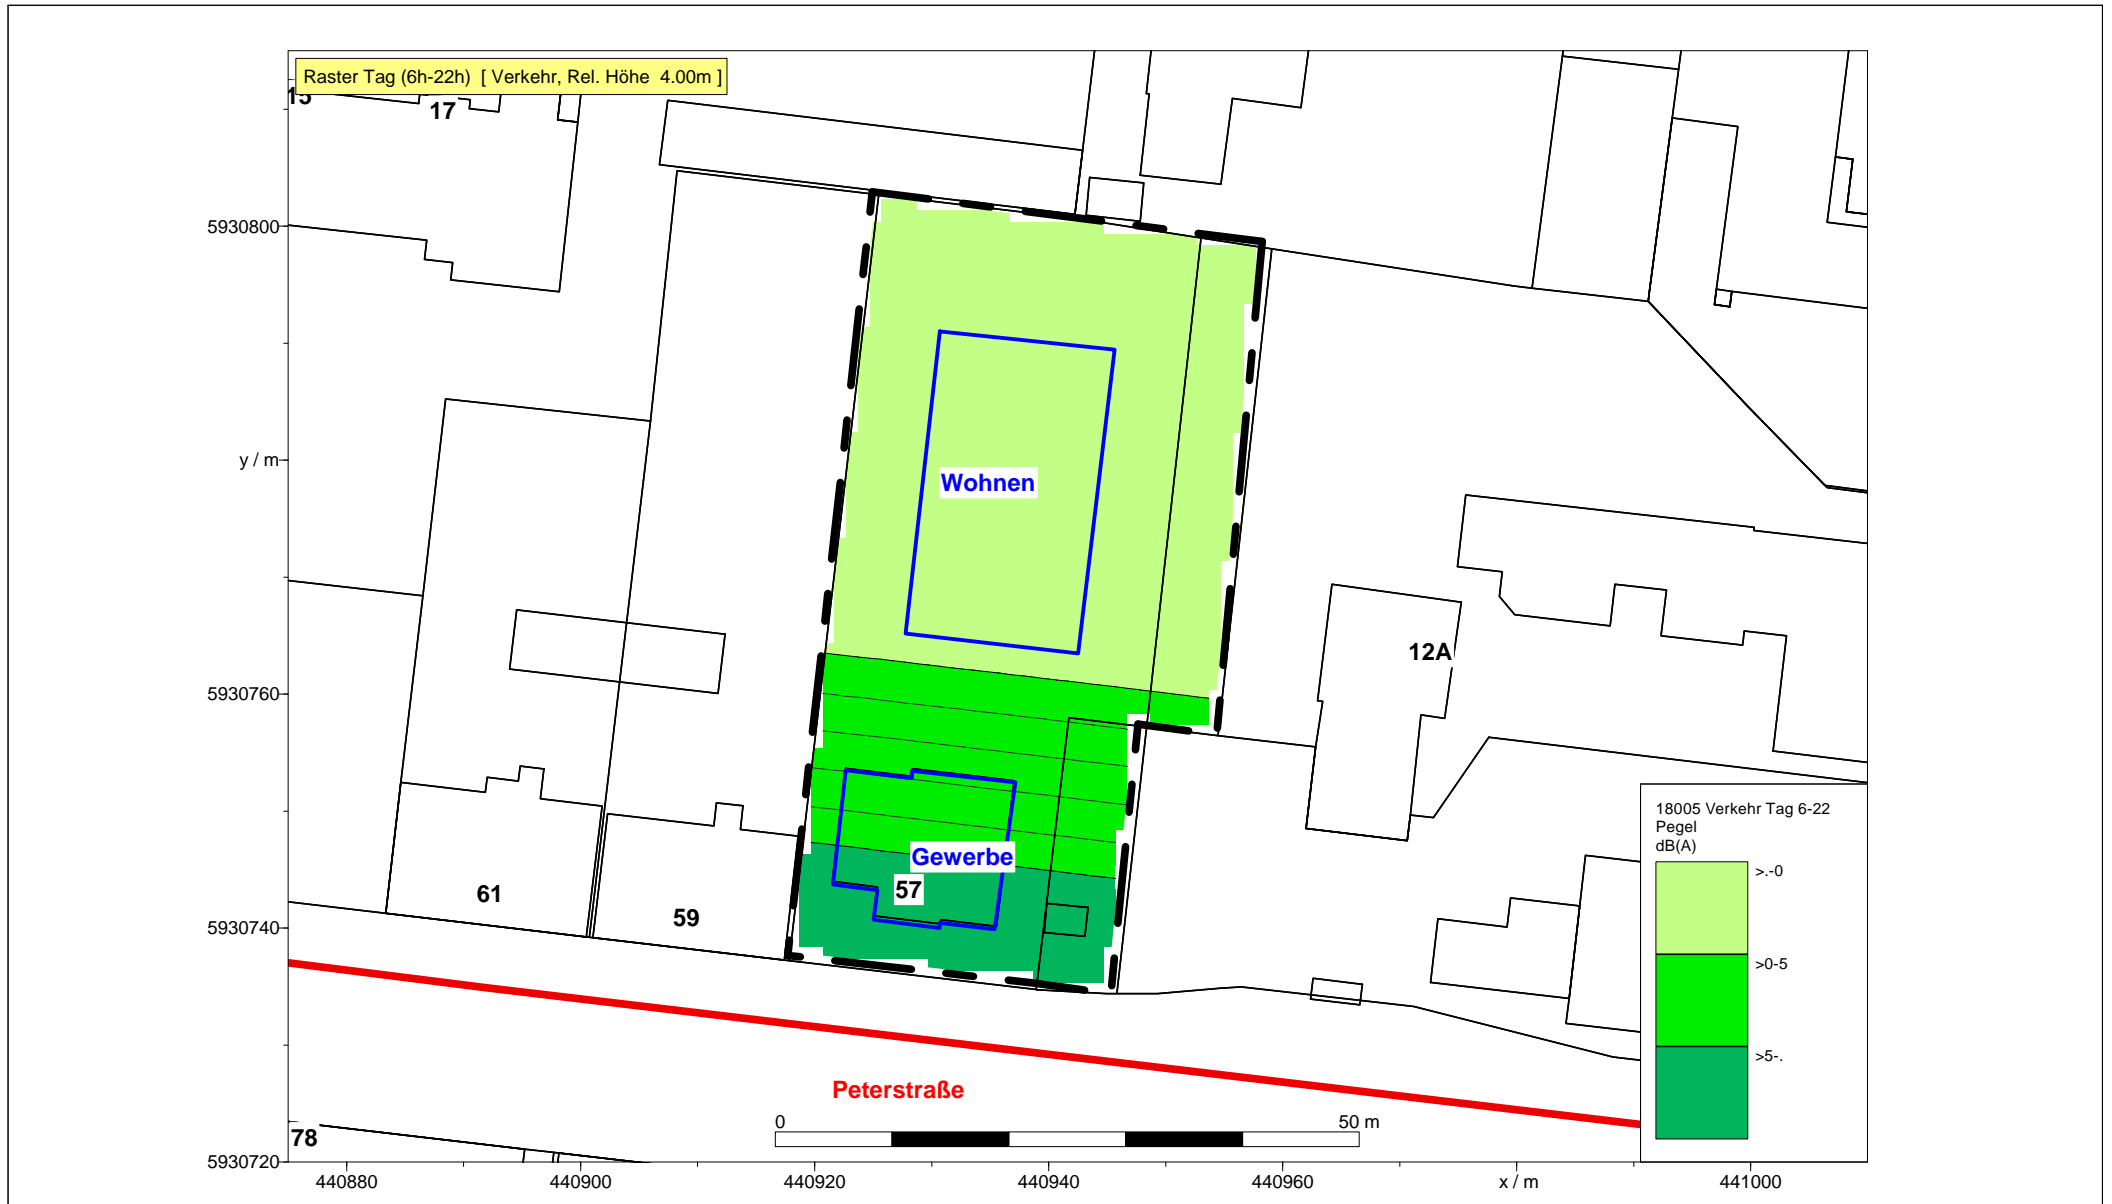 Raster Tag (6h-22h) [ Verkehr, Rel. Höhe 4.00m ]
15
17
5930800
y / m
Wohnen
12A
5930760
18005 Verkehr Tag 6-22
Pegel
dB(A)
>.-0
>0-5
>5-.
Gewerbe
57
61
59
5930740
Peterstraße
0
50 m
78
5930720
440880
440900
440920
440940
440960
x / m
441000